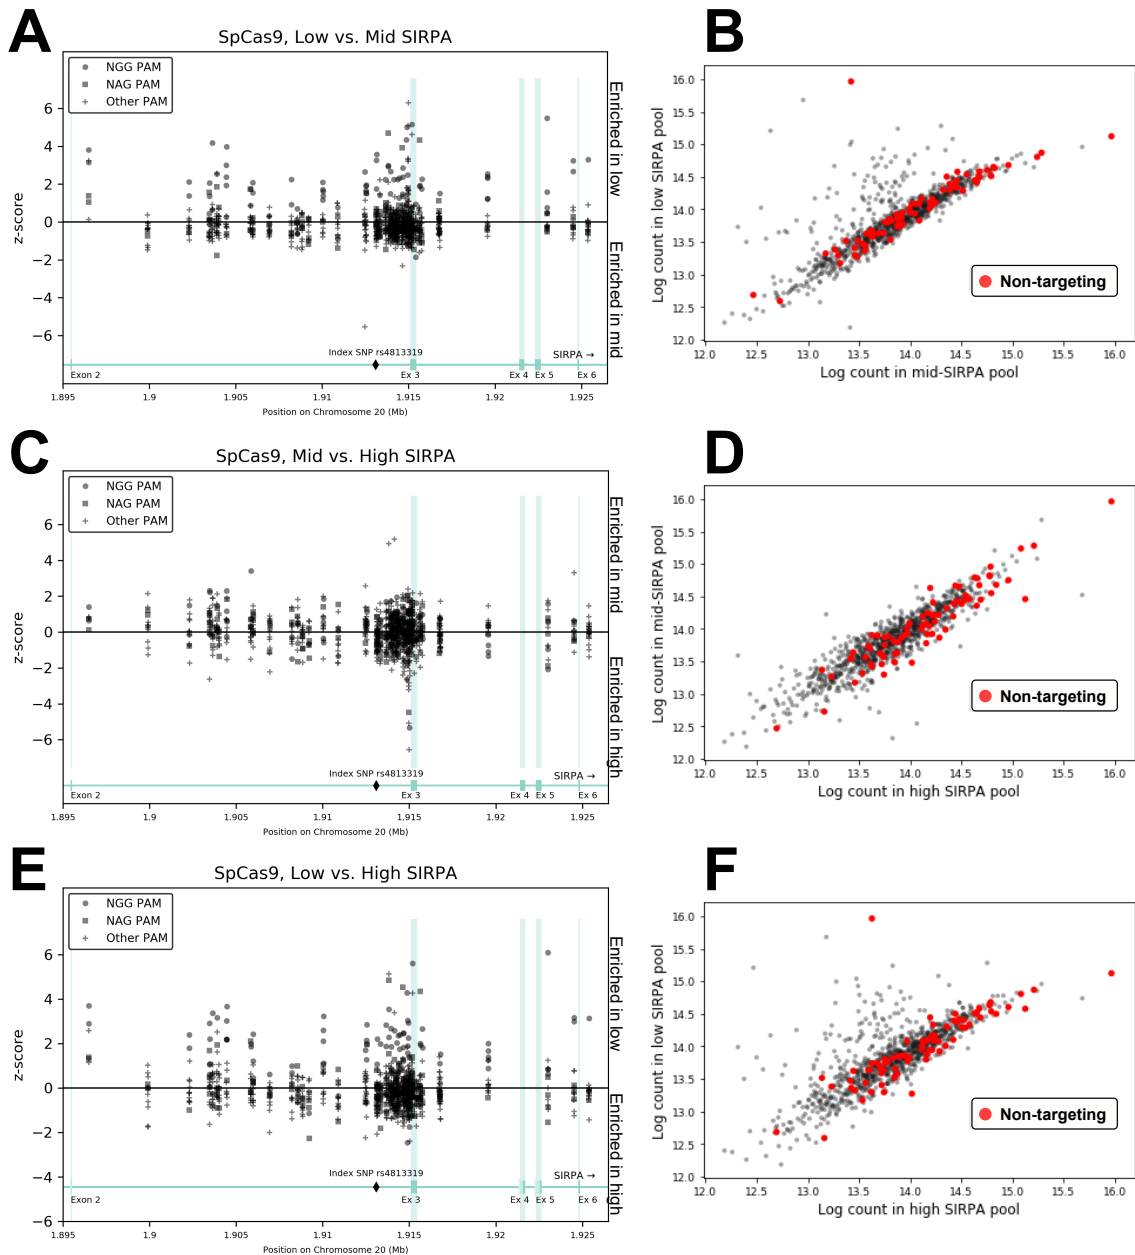 A
SpCas9, Low vs. Mid SIRPA
NGG PAM
NAG PAM
Other PAM
6
4
2
0
−2
−4
−6
z-score
Enriched in low
Enriched in mid
Index SNP rs4813319
SIRPA →
Exon 2
Ex 3
Ex 4
Ex 5
Ex 6
1.895
1.9
1.905
1.91
1.915
1.92
1.925
Position on Chromosome 20 (Mb)
B
16.0
15.5
15.0
14.5
14.0
13.5
13.0
12.5
12.0
Log count in low SIRPA pool
Non-targeting
12.0
12.5
13.0
13.5
14.0
14.5
15.0
15.5
16.0
Log count in mid-SIRPA pool
C
SpCas9, Mid vs. High SIRPA
NGG PAM
NAG PAM
Other PAM
6
4
2
0
−2
−4
−6
z-score
Enriched in mid
Enriched in high
Index SNP rs4813319
SIRPA →
Exon 2
Ex 3
Ex 4
Ex 5
Ex 6
1.895
1.9
1.905
1.91
1.915
1.92
1.925
Position on Chromosome 20 (Mb)
D
16.0
15.5
15.0
14.5
14.0
13.5
13.0
12.5
12.0
Log count in mid-SIRPA pool
Non-targeting
12.0
12.5
13.0
13.5
14.0
14.5
15.0
15.5
16.0
Log count in high SIRPA pool
E
SpCas9, Low vs. High SIRPA
NGG PAM
NAG PAM
Other PAM
6
4
2
0
−2
−4
−6
z-score
Enriched in low
Enriched in high
Index SNP rs4813319
SIRPA →
Exon 2
Ex 3
Ex 4
Ex 5
Ex 6
1.895
1.9
1.905
1.91
1.915
1.92
1.925
Position on Chromosome 20 (Mb)
F
16.0
15.5
15.0
14.5
14.0
13.5
13.0
12.5
12.0
Log count in low SIRPA pool
Non-targeting
12.0
12.5
13.0
13.5
14.0
14.5
15.0
15.5
16.0
Log count in high SIRPA pool